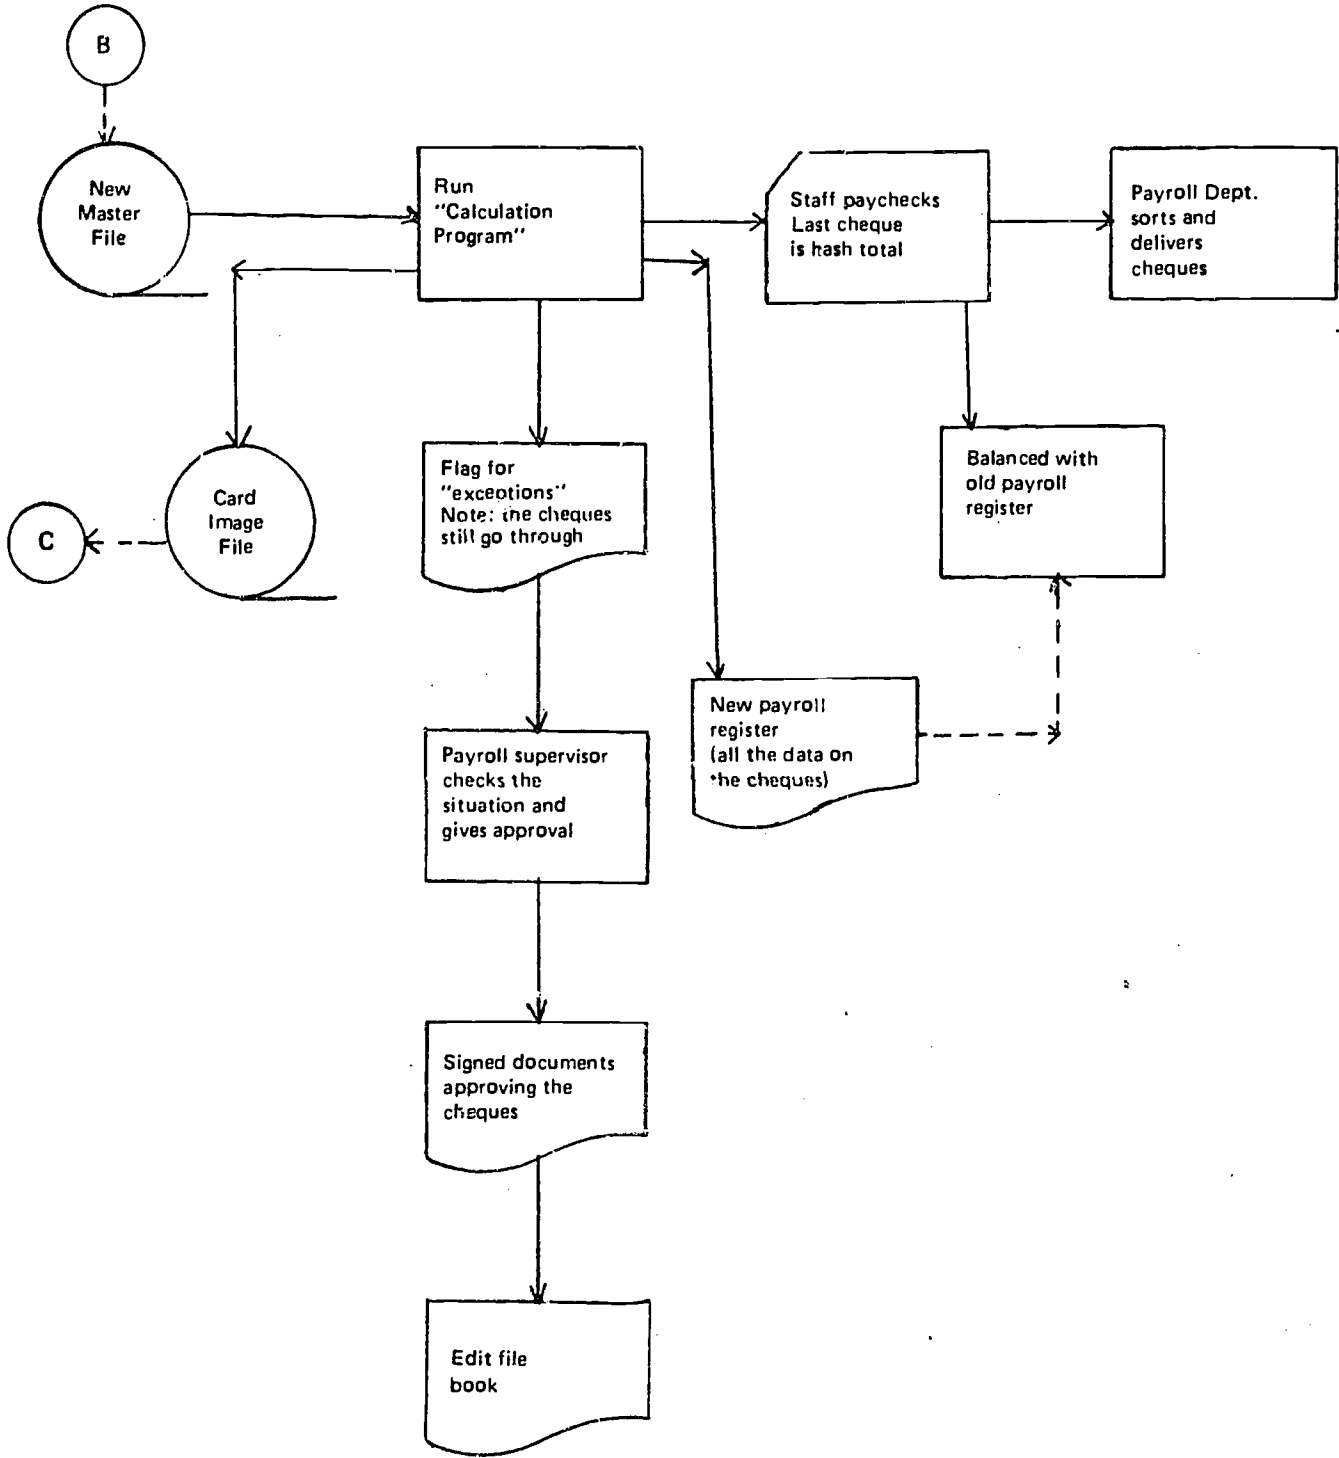 B
New
Master
File
Run
"Calculation
Program"
Staff paychecks
Last cheque
is hash total
Payroll Dept.
sorts and
delivers
cheques
Card
Image
File
C
Flag for
"exceptions"
Note: the cheques
still go through
Balanced with
old payroll
register
New payroll
register
(all the data on
the cheques)
Payroll supervisor
checks the
situation and
gives approval
Signed documents
approving the
cheques
Edit file
book